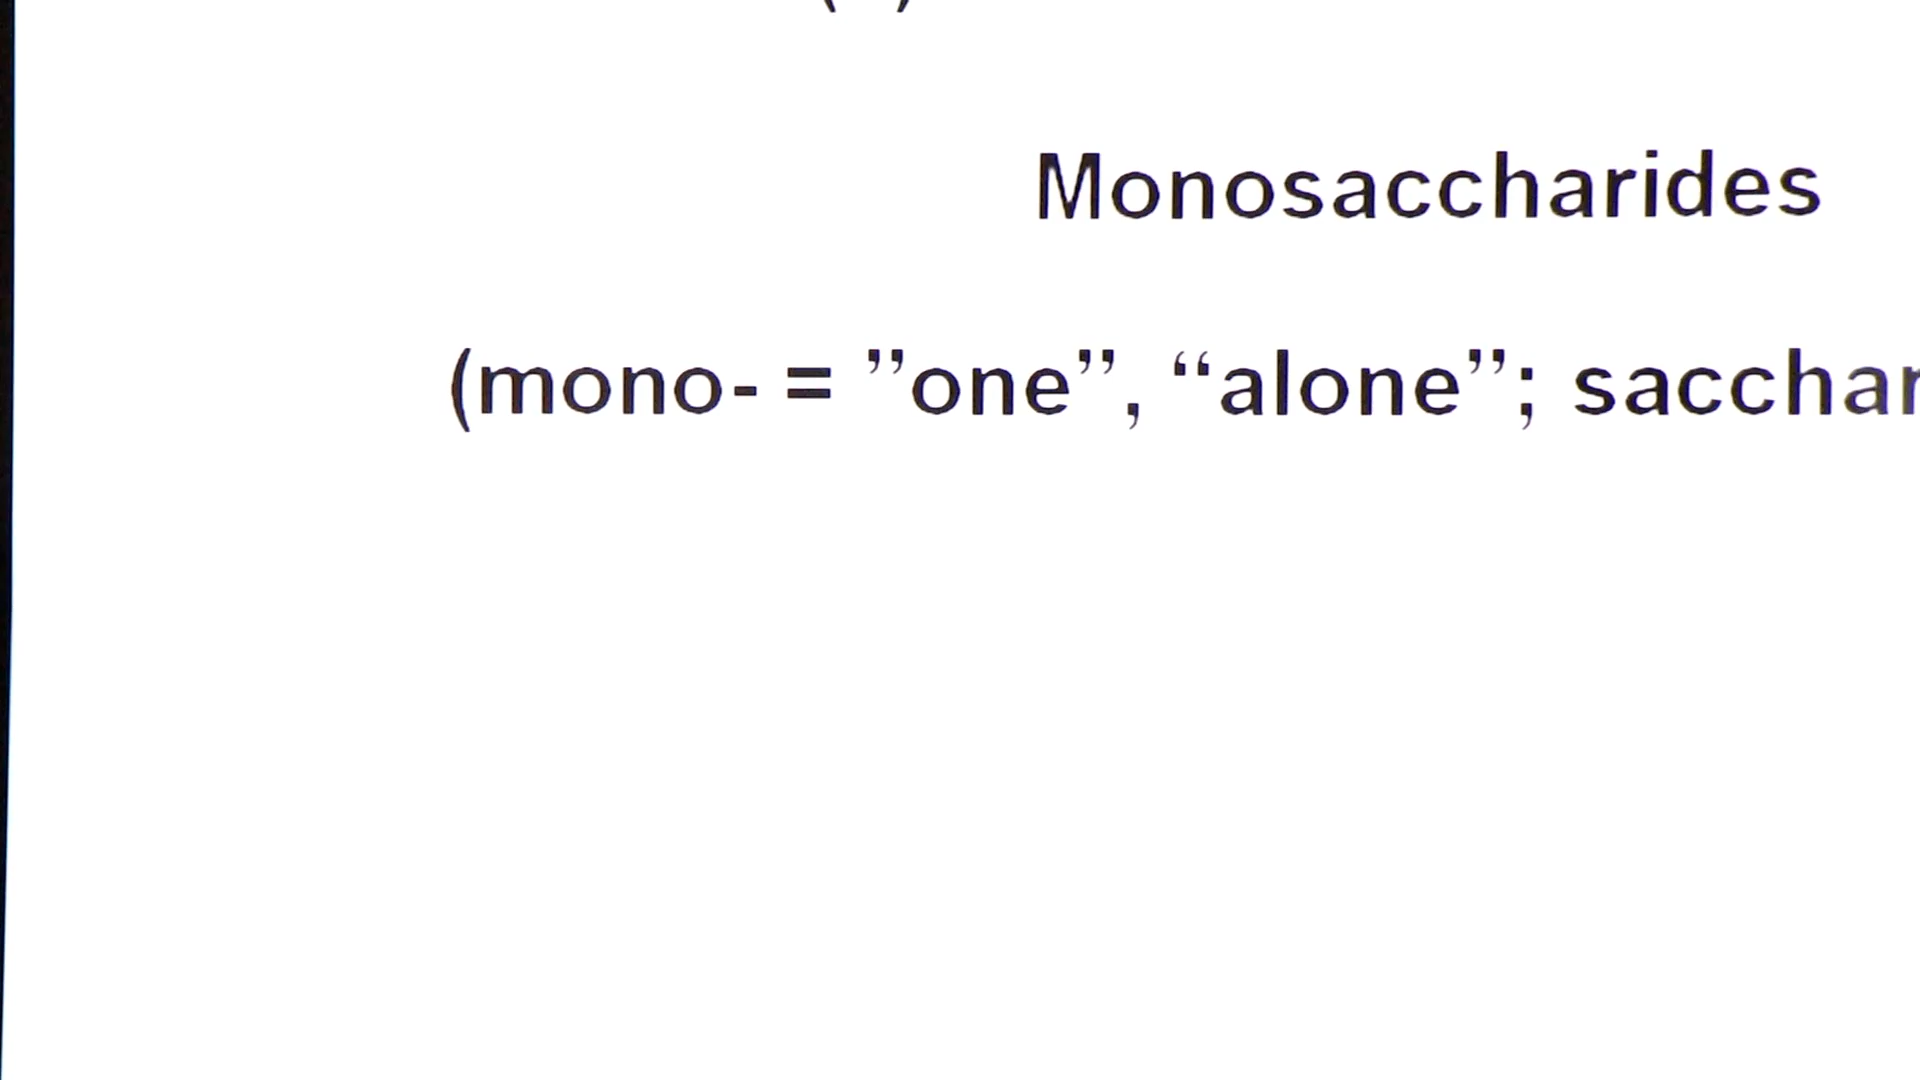 Monosaccharides
(mono- = ”one”, “alone”; sacchar